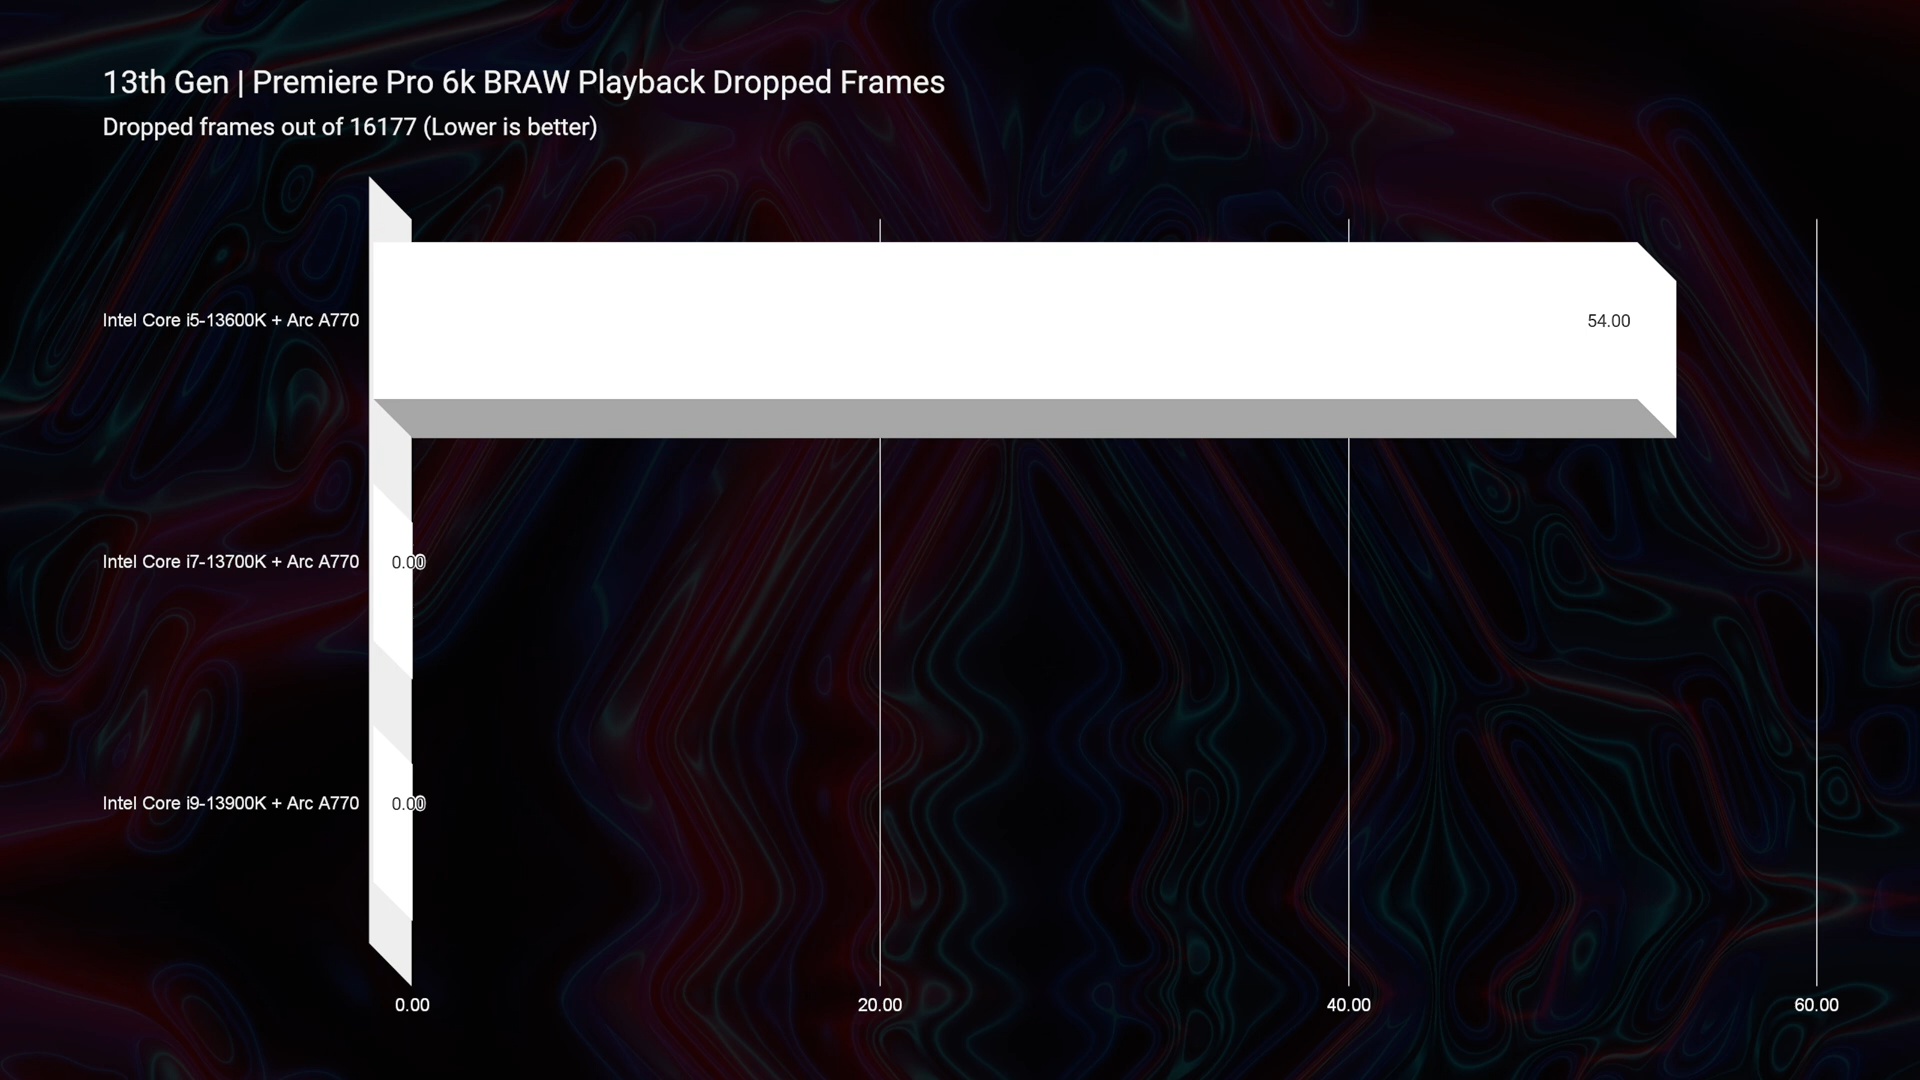 13th Gen | Premiere Pro 6k BRAW Playback Dropped Frames
Dropped frames out of 16177 (Lower is better)
Intel Core i5-13600K + Arc A770
54.00
Intel Core i7-13700K + Arc A770
0.00
Intel Core i9-13900K + Arc A770
0.00
0.00 20.00 40.00 60.00